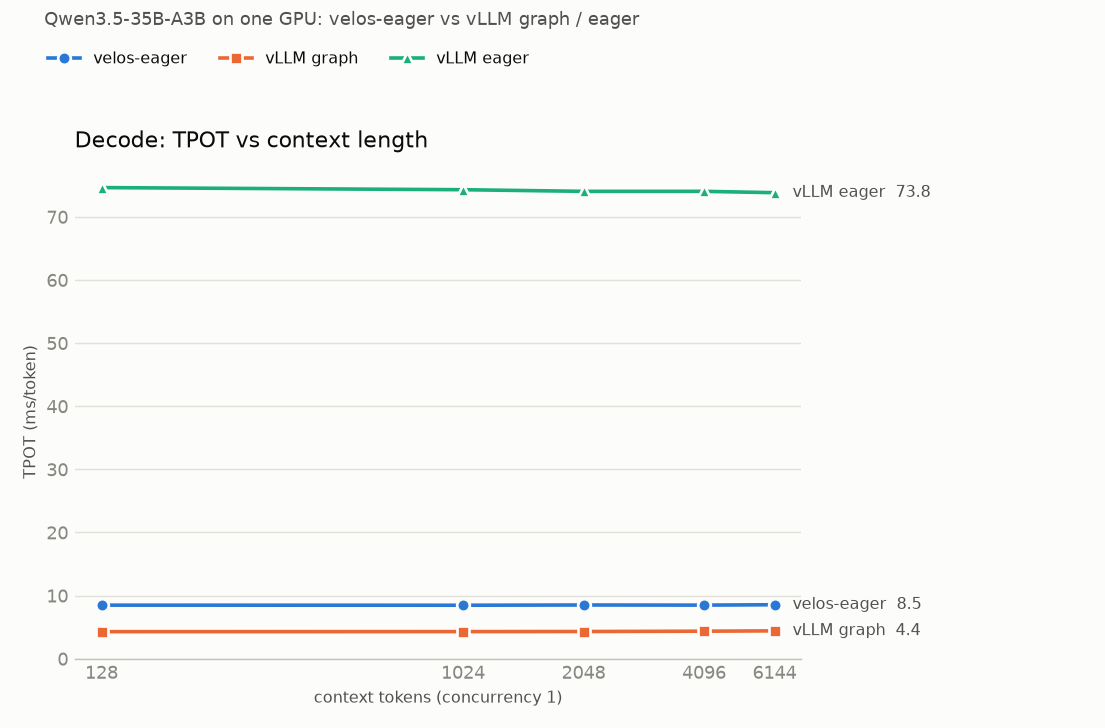 Qwen3.5-35B-A3B on one GPU: velos-eager vs vLLM graph / eager
velos-eager vLLM graph vLLM eager
Decode: TPOT vs context length
vLLM eager 73.8
70
60
50
40
30
20
10
0
TPOT (ms/token)
velos-eager 8.5
vLLM graph 4.4
128 1024 2048 4096 6144
context tokens (concurrency 1)